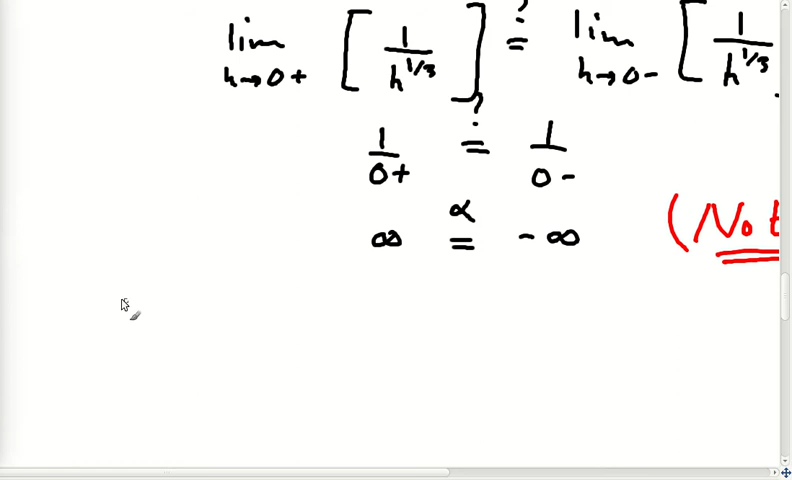 lim h→0+ [ 1/h^1/3 ] ?= lim h→0- [ 1/h^1/3
1/0+ ?= 1/0-
∞ = -∞
(No